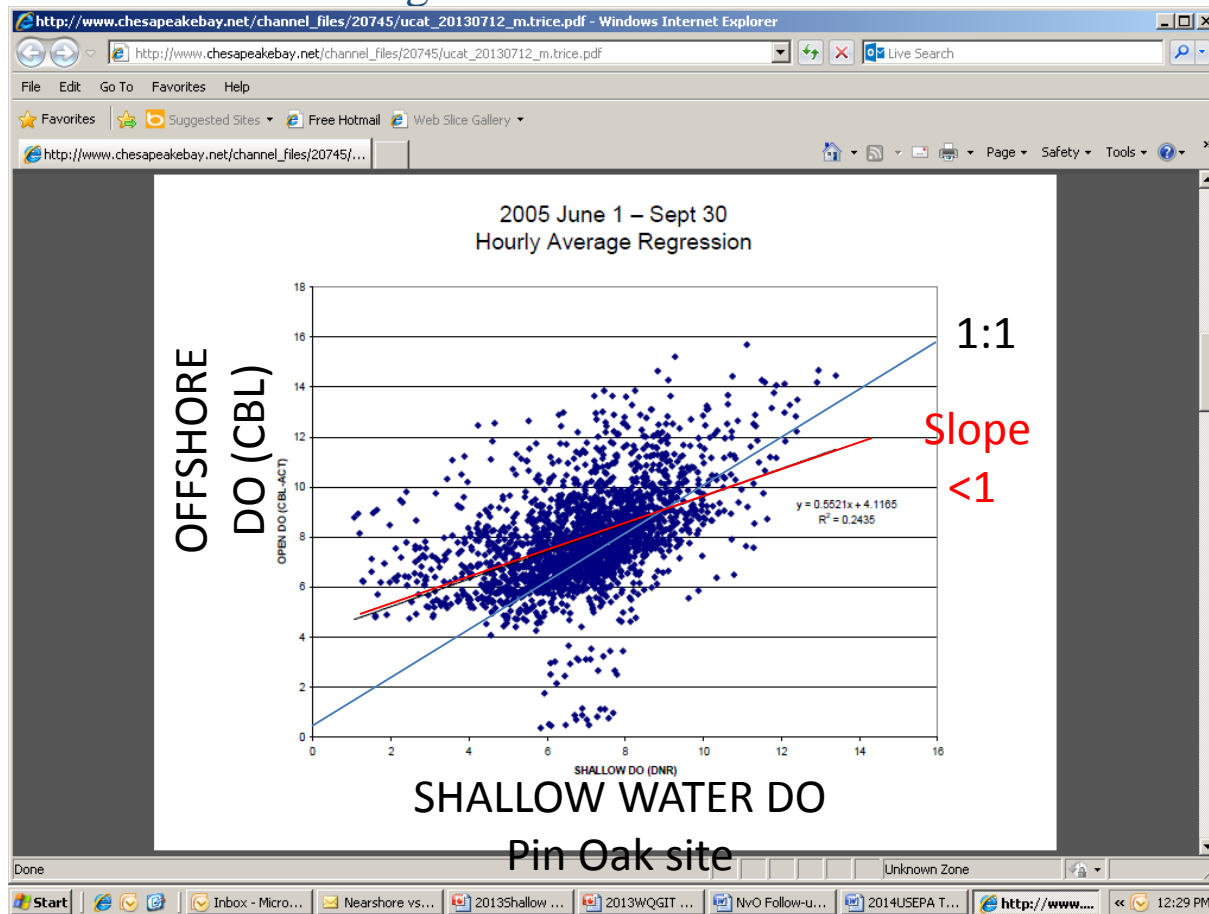 http://www.chesapeakebay.net/channel_files/20745/ucat_20130712_m.trice.pdf - Windows Internet Explorer
http://www.chesapeakebay.net/channel_files/20745/ucat_20130712_m.trice.pdf
Live Search
File Edit Go To Favorites Help
Favorites Suggested Sites Free Hotmail Web Slice Gallery
http://www.chesapeakebay.net/channel_files/20745/...
Page Safety Tools
2005 June 1 – Sept 30
Hourly Average Regression
18
16
14
12
10
8
6
4
2
0
0 2 4 6 8 10 12 14 16
OFFSHORE
DO (CBL)
OPEN DO (CBL-ACT)
1:1
Slope
<1
y = 0.5521x + 4.1165
R² = 0.2435
SHALLOW DO (DNR)
SHALLOW WATER DO
Pin Oak site
Done Unknown Zone
Start Inbox - Micro... Nearshore vs... 2013Shallow ... 2013WQGIT ... NvO Follow-u... 2014USEPA T... http://www.... 12:29 PM